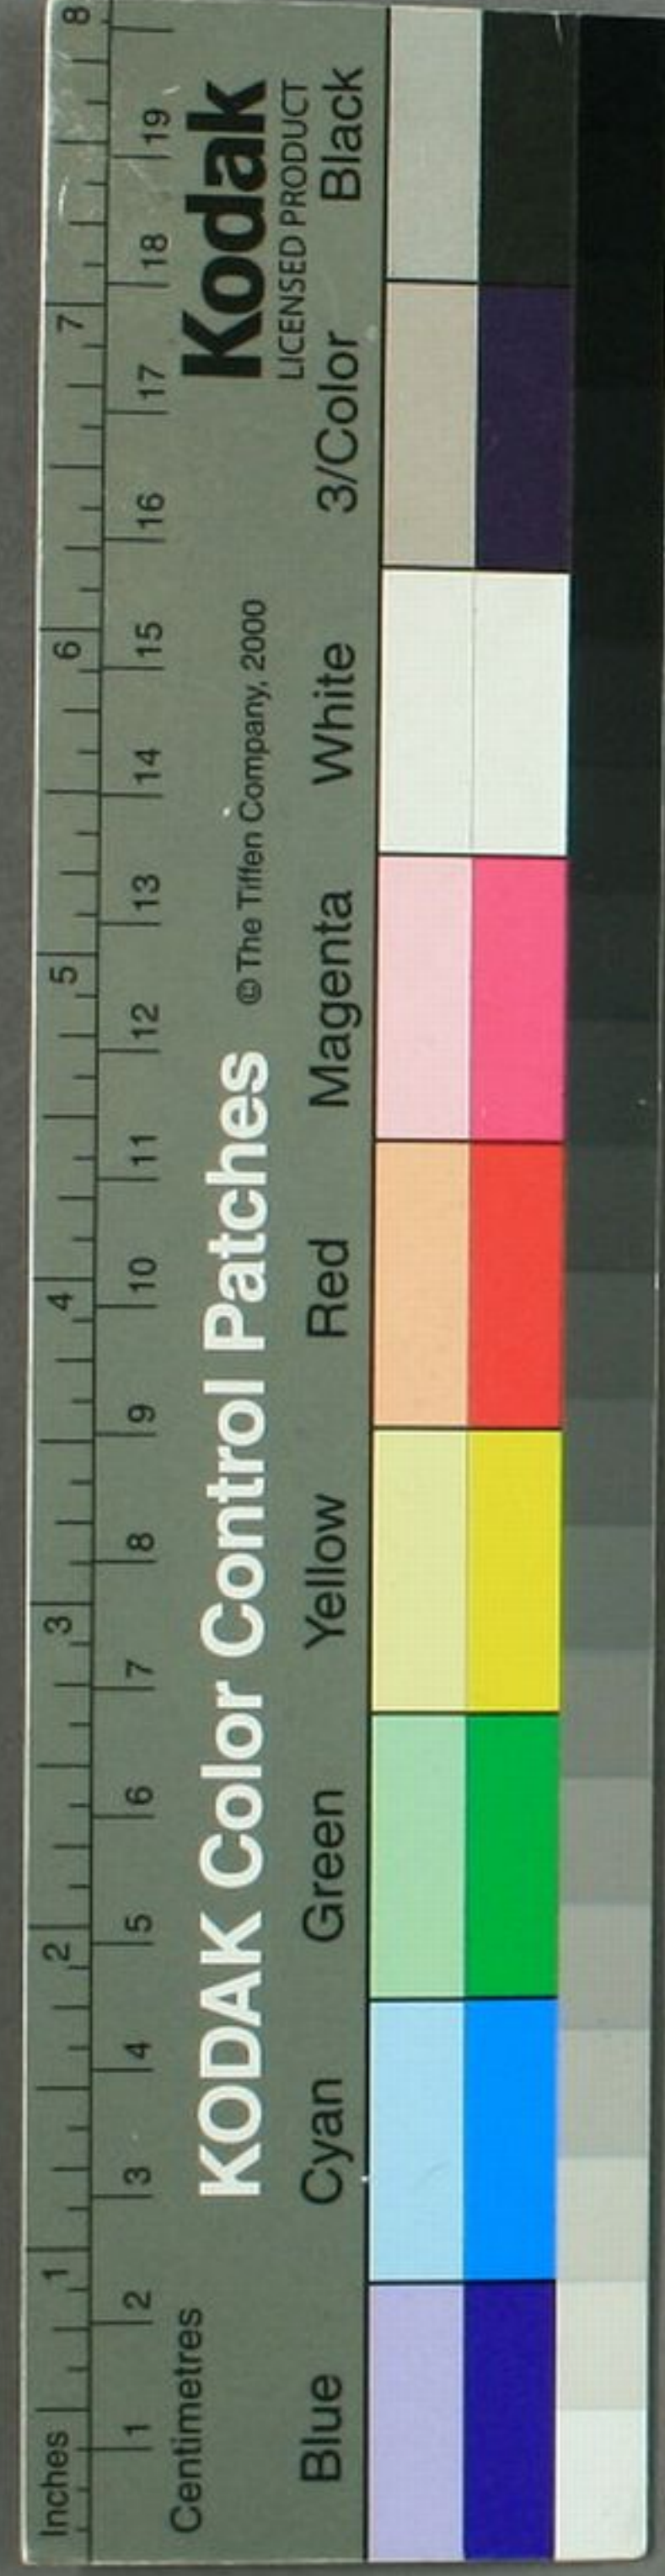 Inches 1 2 3 4 5 6 7 8
1 2 3 4 5 6 7 8 9 10 11 12 13 14 15 16 17 18 19
Centimetres
KODAK Color Control Patches © The Tiffen Company, 2000 Kodak
LICENSED PRODUCT
Blue Cyan Green Yellow Red Magenta White 3/Color Black